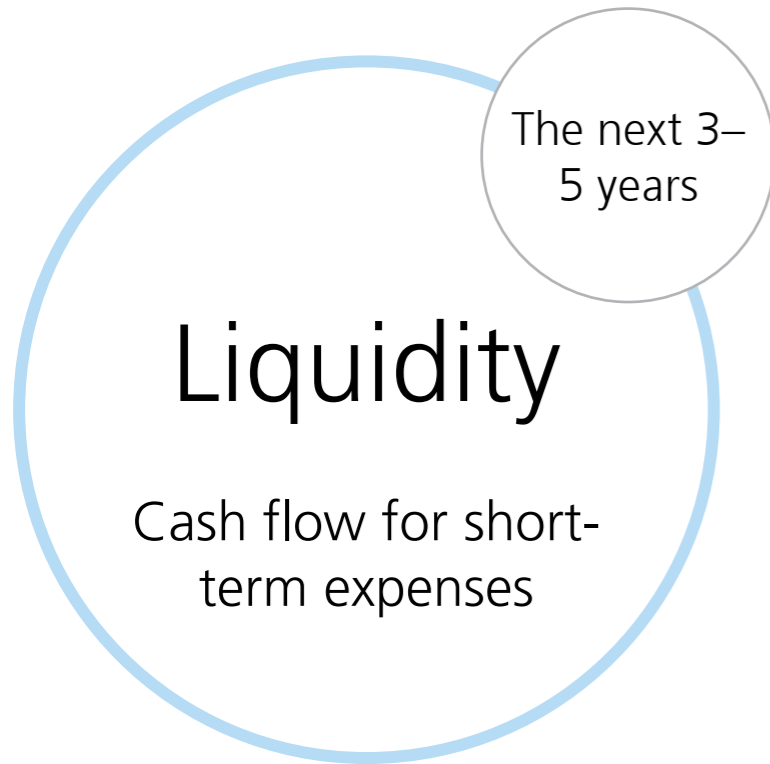 The next 3–
5 years
Liquidity
Cash flow for short-
term expenses